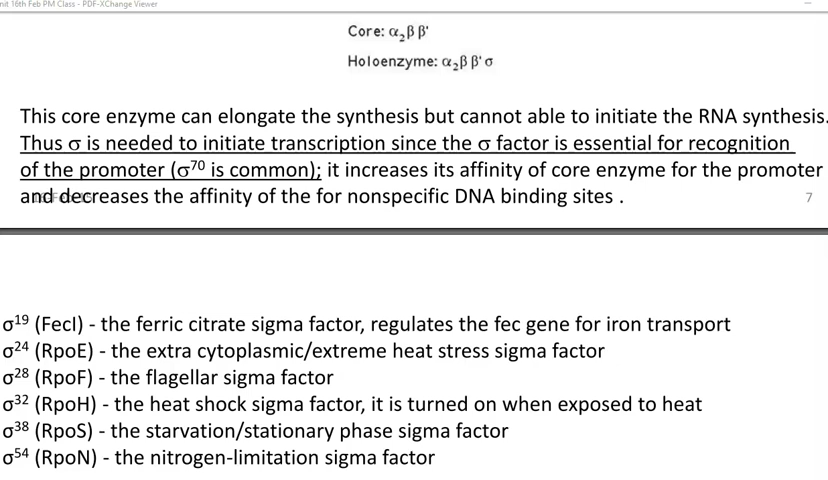 nit 16th Feb PM Class - PDF-XChange Viewer
Core: α₂β β'
Holoenzyme: α₂β β' σ
This core enzyme can elongate the synthesis but cannot able to initiate the RNA synthesis.
Thus σ is needed to initiate transcription since the σ factor is essential for recognition
of the promoter (σ⁷⁰ is common); it increases its affinity of core enzyme for the promoter
and decreases the affinity of the for nonspecific DNA binding sites .
7
σ¹⁹ (FecI) - the ferric citrate sigma factor, regulates the fec gene for iron transport
σ²⁴ (RpoE) - the extra cytoplasmic/extreme heat stress sigma factor
σ²⁸ (RpoF) - the flagellar sigma factor
σ³² (RpoH) - the heat shock sigma factor, it is turned on when exposed to heat
σ³⁸ (RpoS) - the starvation/stationary phase sigma factor
σ⁵⁴ (RpoN) - the nitrogen-limitation sigma factor